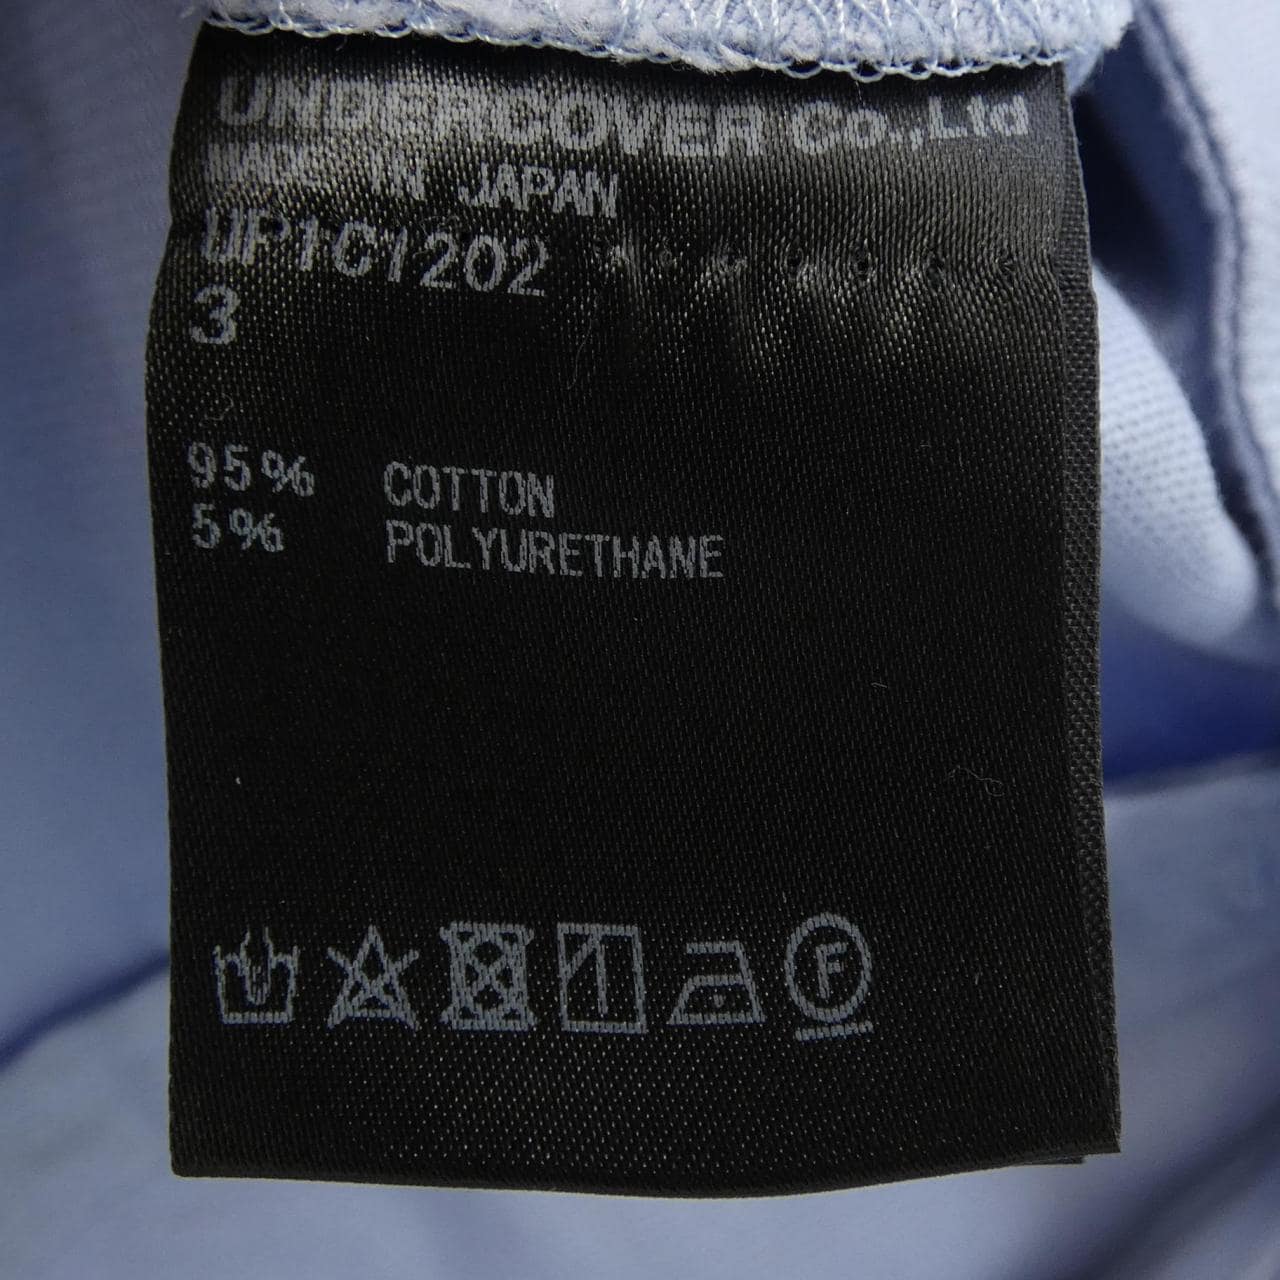 UNDERCOVER Co.,Ltd
MADE IN JAPAN
UP1C1202
3
95% COTTON
5% POLYURETHANE
F